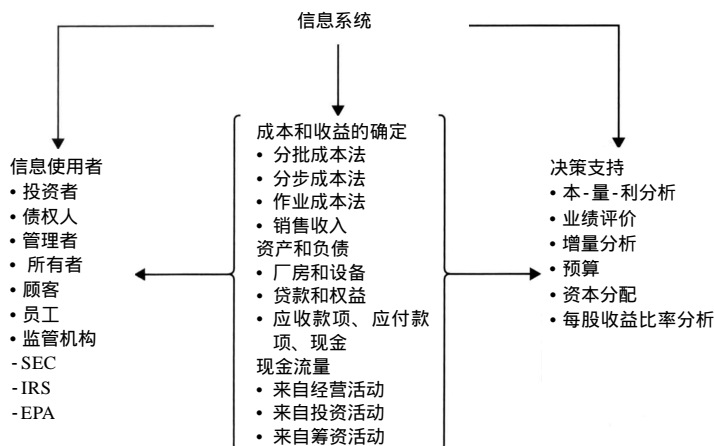 信息系统
信息使用者
• 投资者
• 债权人
• 管理者
• 所有者
• 顾客
• 员工
• 监管机构
-SEC
-IRS
-EPA
成本和收益的确定
• 分批成本法
• 分步成本法
• 作业成本法
• 销售收入
资产和负债
• 厂房和设备
• 贷款和权益
• 应收款项、应付款
项、现金
现金流量
• 来自经营活动
• 来自投资活动
• 来自筹资活动
决策支持
• 本-量-利分析
• 业绩评价
• 增量分析
• 预算
• 资本分配
• 每股收益比率分析